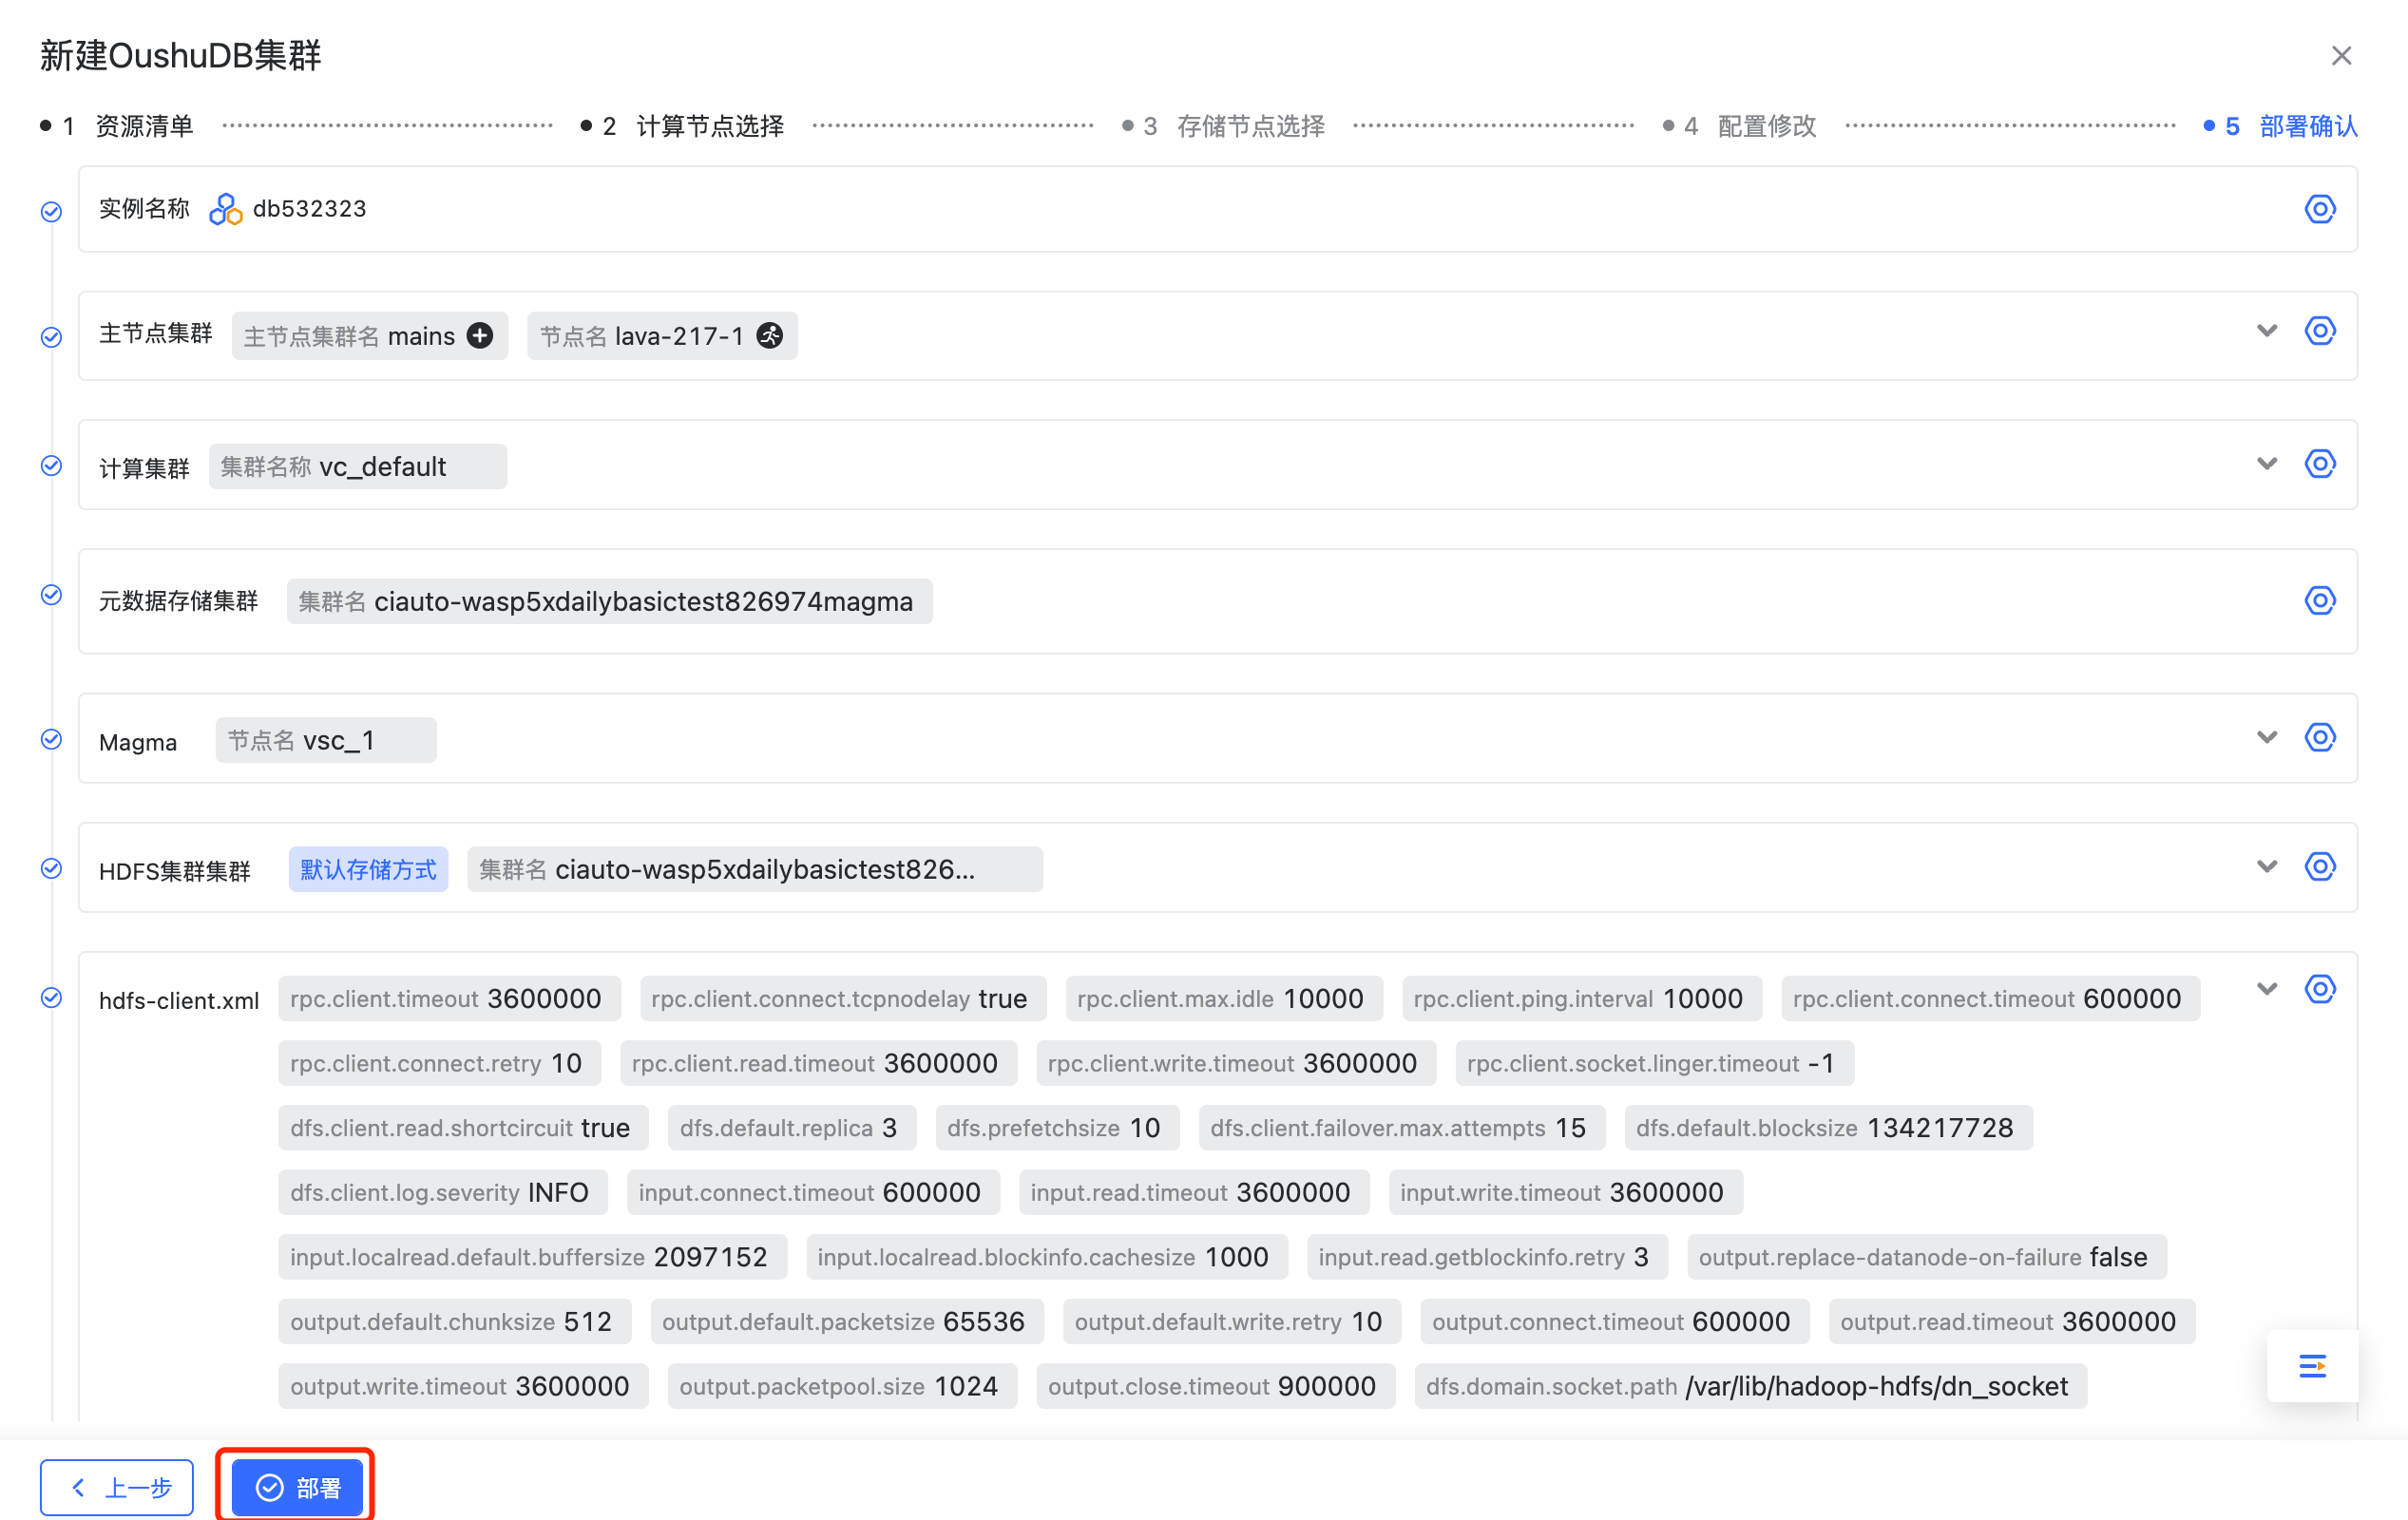 新建OushuDB集群
1 资源清单 2 计算节点选择 3 存储节点选择 4 配置修改 5 部署确认
实例名称 db532323
主节点集群 主节点集群名 mains 节点名 lava-217-1
计算集群 集群名称 vc_default
元数据存储集群 集群名 ciauto-wasp5xdailybasictest826974magma
Magma 节点名 vsc_1
HDFS集群集群 默认存储方式 集群名 ciauto-wasp5xdailybasictest826...
hdfs-client.xml rpc.client.timeout 3600000 rpc.client.connect.tcpnodelay true rpc.client.max.idle 10000 rpc.client.ping.interval 10000 rpc.client.connect.timeout 600000
rpc.client.connect.retry 10 rpc.client.read.timeout 3600000 rpc.client.write.timeout 3600000 rpc.client.socket.linger.timeout -1
dfs.client.read.shortcircuit true dfs.default.replica 3 dfs.prefetchsize 10 dfs.client.failover.max.attempts 15 dfs.default.blocksize 134217728
dfs.client.log.severity INFO input.connect.timeout 600000 input.read.timeout 3600000 input.write.timeout 3600000
input.localread.default.buffersize 2097152 input.localread.blockinfo.cachesize 1000 input.read.getblockinfo.retry 3 output.replace-datanode-on-failure false
output.default.chunksize 512 output.default.packetsize 65536 output.default.write.retry 10 output.connect.timeout 600000 output.read.timeout 3600000
output.write.timeout 3600000 output.packetpool.size 1024 output.close.timeout 900000 dfs.domain.socket.path /var/lib/hadoop-hdfs/dn_socket
上一步 部署